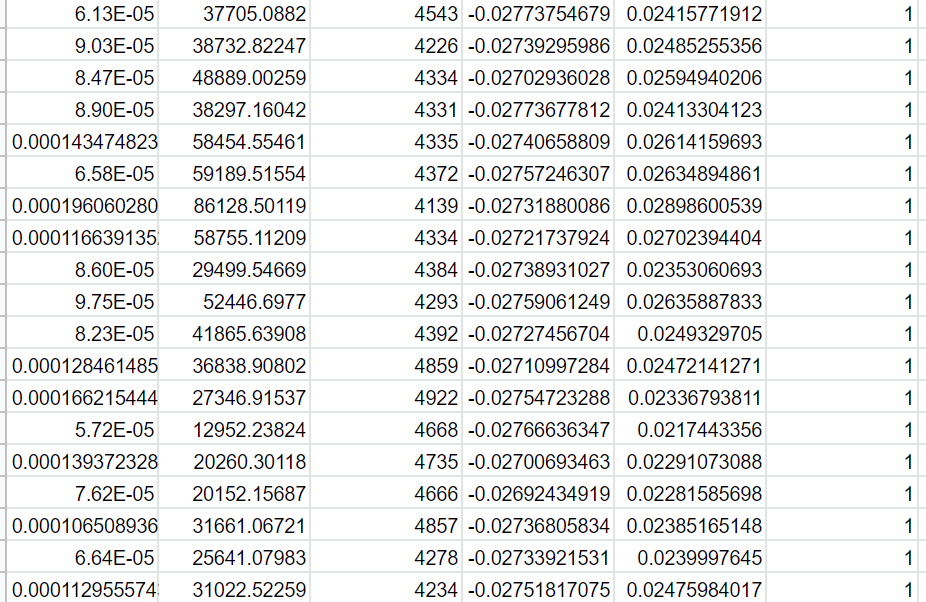 6.13E-05 37705.0882 4543 -0.02773754679 0.02415771912 1
9.03E-05 38732.82247 4226 -0.02739295986 0.02485255356 1
8.47E-05 48889.00259 4334 -0.02702936028 0.02594940206 1
8.90E-05 38297.16042 4331 -0.02773677812 0.02413304123 1
0.000143474823 58454.55461 4335 -0.02740658809 0.02614159693 1
6.58E-05 59189.51554 4372 -0.02757246307 0.02634894861 1
0.000196060280 86128.50119 4139 -0.02731880086 0.02898600539 1
0.000116639135 58755.11209 4334 -0.02721737924 0.02702394404 1
8.60E-05 29499.54669 4384 -0.02738931027 0.02353060693 1
9.75E-05 52446.6977 4293 -0.02759061249 0.02635887833 1
8.23E-05 41865.63908 4392 -0.02727456704 0.0249329705 1
0.000128461485 36838.90802 4859 -0.02710997284 0.02472141271 1
0.000166215444 27346.91537 4922 -0.02754723288 0.02336793811 1
5.72E-05 12952.23824 4668 -0.02766636347 0.0217443356 1
0.000139372328 20260.30118 4735 -0.02700693463 0.02291073088 1
7.62E-05 20152.15687 4666 -0.02692434919 0.02281585698 1
0.000106508936 31661.06721 4857 -0.02736805834 0.02385165148 1
6.64E-05 25641.07983 4278 -0.02733921531 0.0239997645 1
0.000112955574 31022.52259 4234 -0.02751817075 0.02475984017 1